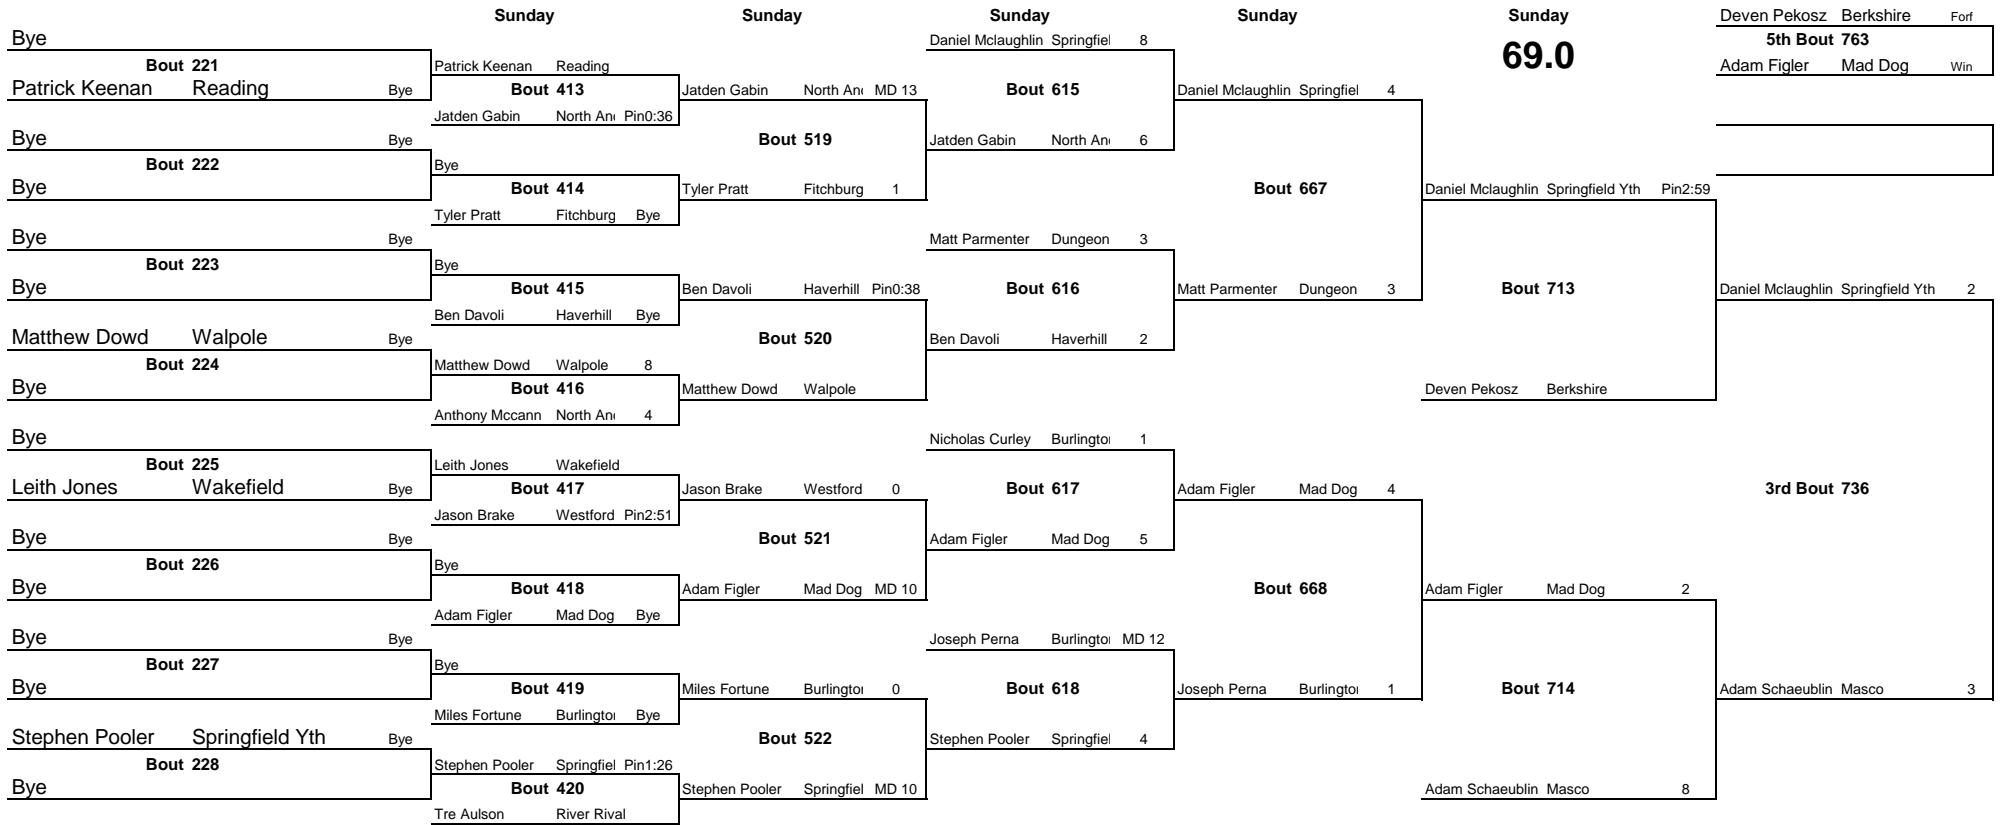 Sunday Sunday Sunday Sunday Sunday
69.0
Bye
Bout 221
Patrick Keenan Reading Bye
Bye Bye
Bout 222
Bye
Bye Bye
Bout 223
Bye
Matthew Dowd Walpole Bye
Bout 224
Bye
Bye
Bout 225
Leith Jones Wakefield Bye
Bye Bye
Bout 226
Bye
Bye Bye
Bout 227
Bye
Stephen Pooler Springfield Yth Bye
Bout 228
Bye
Patrick Keenan Reading
Bout 413
Jatden Gabin North An Pin0:36
Bye
Bout 414
Tyler Pratt Fitchburg Bye
Bye
Bout 415
Ben Davoli Haverhill Bye
Matthew Dowd Walpole 8
Bout 416
Anthony Mccann North An 4
Leith Jones Wakefield
Bout 417
Jason Brake Westford Pin2:51
Bye
Bout 418
Adam Figler Mad Dog Bye
Bye
Bout 419
Miles Fortune Burlingto Bye
Stephen Pooler Springfiel Pin1:26
Bout 420
Tre Aulson River Rival
Jatden Gabin North An MD 13
Bout 519
Tyler Pratt Fitchburg 1
Ben Davoli Haverhill Pin0:38
Bout 520
Matthew Dowd Walpole
Jason Brake Westford 0
Bout 521
Adam Figler Mad Dog MD 10
Miles Fortune Burlingto 0
Bout 522
Stephen Pooler Springfiel MD 10
Daniel Mclaughlin Springfiel 8
Bout 615
Jatden Gabin North An 6
Matt Parmenter Dungeon 3
Bout 616
Ben Davoli Haverhill 2
Nicholas Curley Burlingto 1
Bout 617
Adam Figler Mad Dog 5
Joseph Perna Burlingto MD 12
Bout 618
Stephen Pooler Springfiel 4
Daniel Mclaughlin Springfiel 4
Bout 667
Matt Parmenter Dungeon 3
Adam Figler Mad Dog 4
Bout 668
Joseph Perna Burlingto 1
Daniel Mclaughlin Springfield Yth Pin2:59
Bout 713
Deven Pekosz Berkshire
Adam Figler Mad Dog 2
Bout 714
Adam Schaeublin Masco 8
Deven Pekosz Berkshire Forf
5th Bout 763
Adam Figler Mad Dog Win
Daniel Mclaughlin Springfield Yth 2
3rd Bout 736
Adam Schaeublin Masco 3